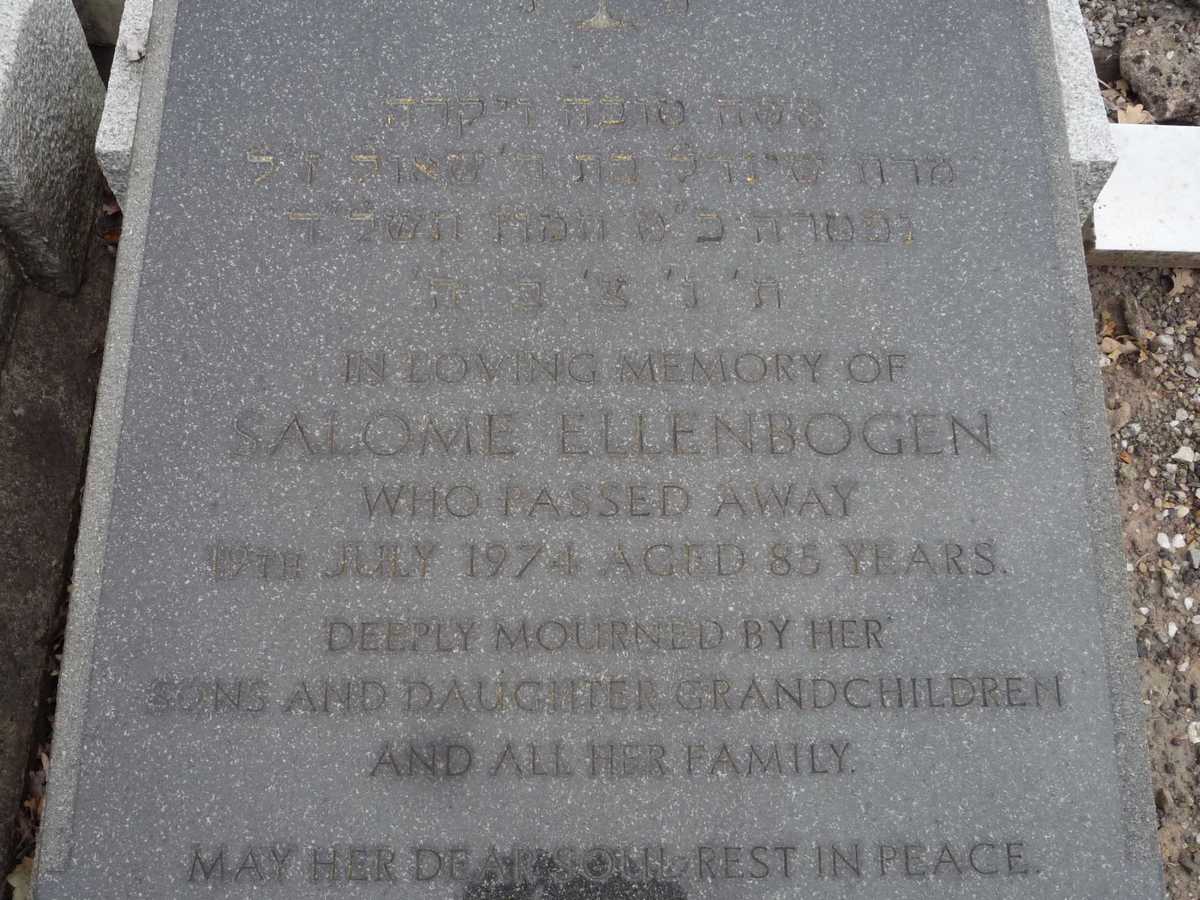 אשה טובה ויקרה
מרת שינדל בת ר' שאול ז"ל
נפטרה כ"ט תמוז תשל"ד
ת' נ' צ' ב' ה'
IN LOVING MEMORY OF
SALOME ELLENBOGEN
WHO PASSED AWAY
19TH JULY 1974 AGED 85 YEARS.
DEEPLY MOURNED BY HER
SONS AND DAUGHTER GRANDCHILDREN
AND ALL HER FAMILY.
MAY HER DEAR SOUL REST IN PEACE.